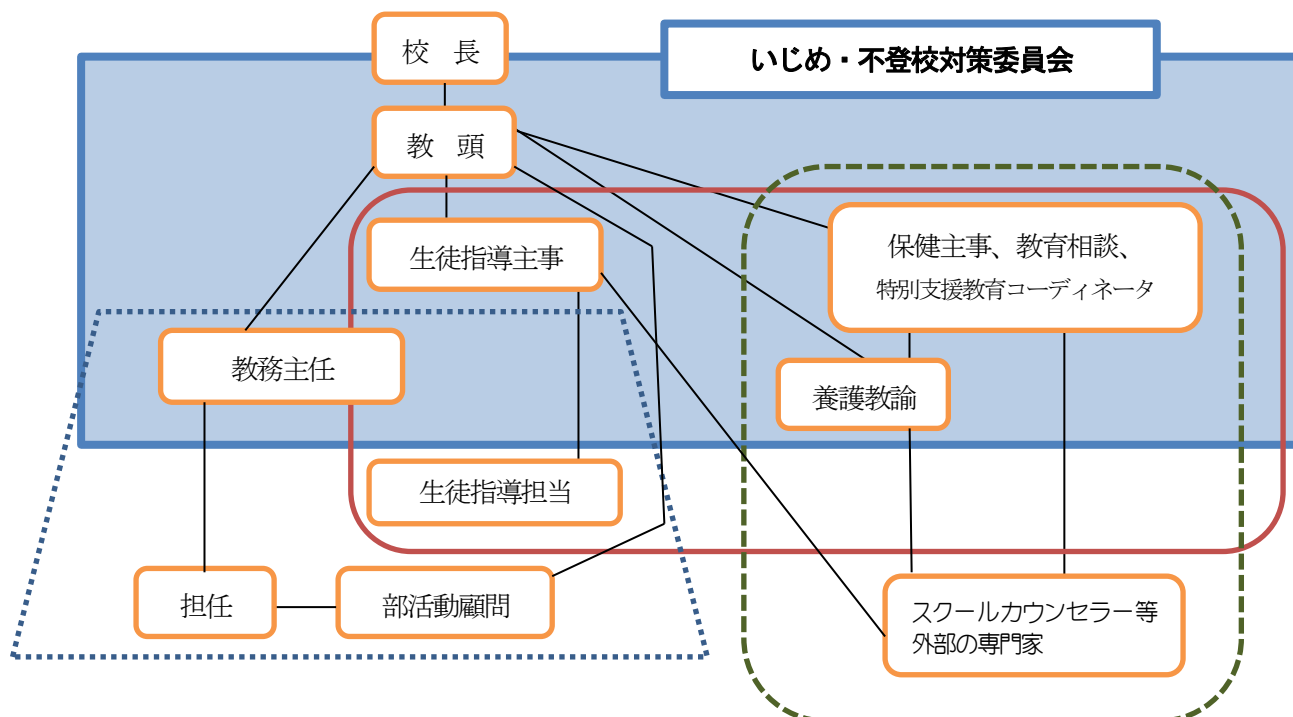 校　長
いじめ・不登校対策委員会
教　頭
生徒指導主事
保健主事、教育相談、
特別支援教育コーディネータ
教務主任
養護教諭
生徒指導担当
担任
部活動顧問
スクールカウンセラー等
外部の専門家